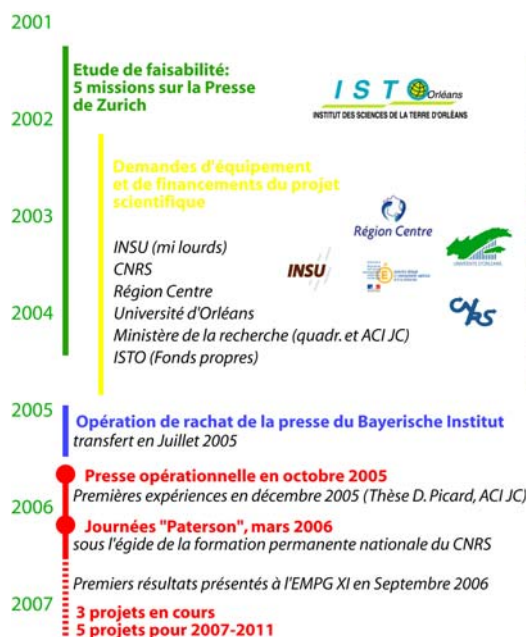 2001
Etude de faisabilité:
5 missions sur la Presse
de Zurich
ISTO Orléans
INSTITUT DES SCIENCES DE LA TERRE D'ORLÉANS
2002
Demandes d'équipement
et de financements du projet
scientifique
2003
Région Centre
INSU (mi lourds)
INSU
UNIVERSITÉ D'ORLÉANS
CNRS
Région Centre
Université d'Orléans
CNRS
2004
Ministère de la recherche (quadr. et ACI JC)
ISTO (Fonds propres)
2005
Opération de rachat de la presse du Bayerische Institut
transfert en Juillet 2005
Presse opérationnelle en octobre 2005
Premières expériences en décembre 2005 (Thèse D. Picard, ACI JC)
2006
Journées "Paterson", mars 2006
sous l'égide de la formation permanente nationale du CNRS
Premiers résultats présentés à l'EMPG XI en Septembre 2006
2007
3 projets en cours
5 projets pour 2007-2011